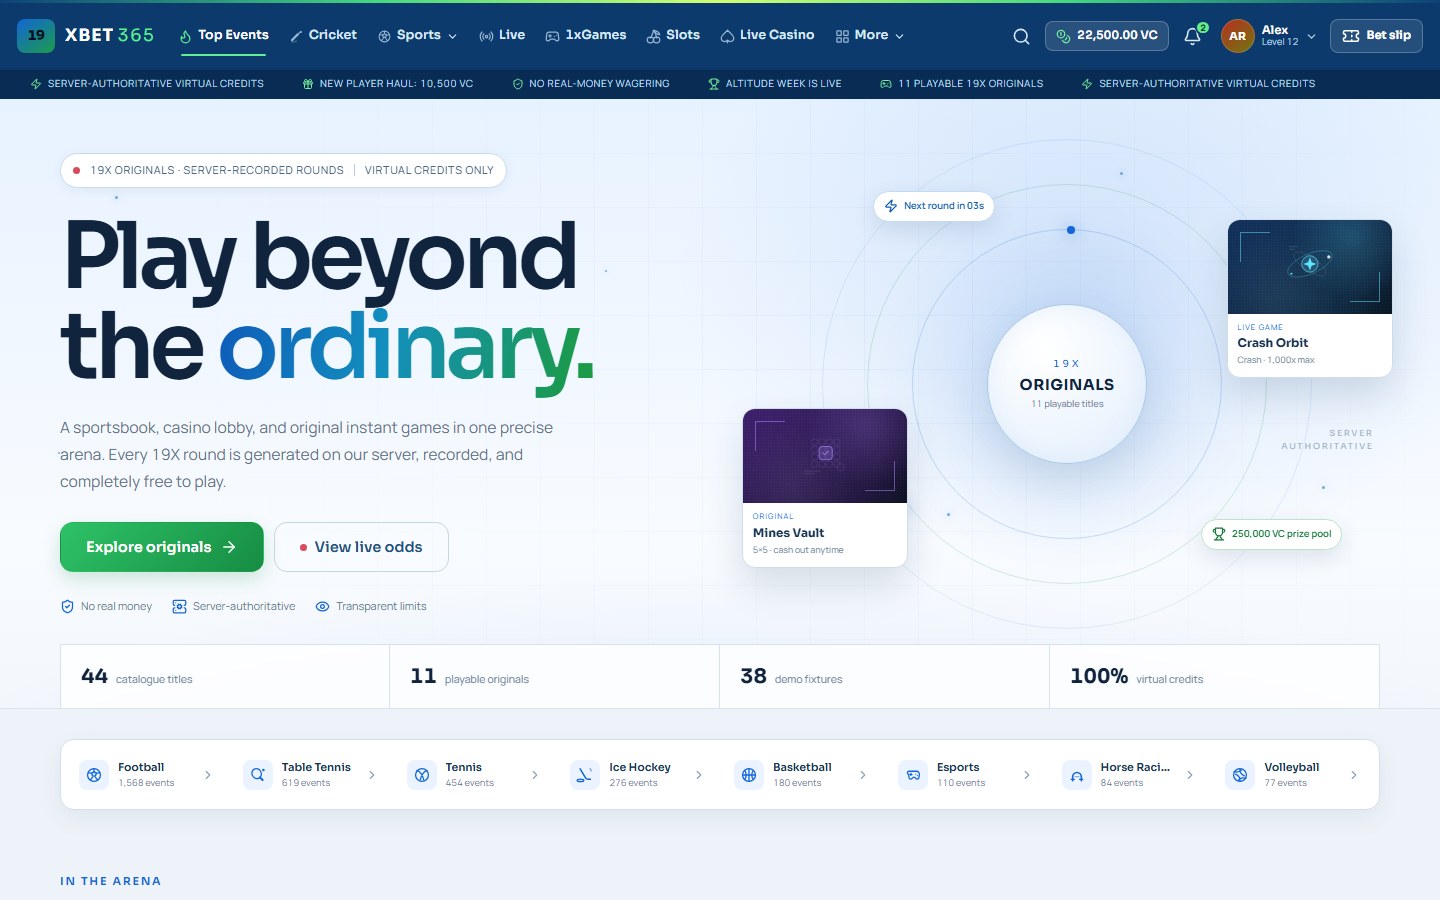 19 XBET 365 Top Events Cricket Sports Live 1xGames Slots Live Casino More 22,500.00 VC 2 AR Alex Level 12 Bet slip
SERVER-AUTHORITATIVE VIRTUAL CREDITS NEW PLAYER HAUL: 10,500 VC NO REAL-MONEY WAGERING ALTITUDE WEEK IS LIVE 11 PLAYABLE 19X ORIGINALS SERVER-AUTHORITATIVE VIRTUAL CREDITS
19X ORIGINALS · SERVER-RECORDED ROUNDS VIRTUAL CREDITS ONLY
Play beyond
the ordinary.
A sportsbook, casino lobby, and original instant games in one precise
arena. Every 19X round is generated on our server, recorded, and
completely free to play.
Explore originals View live odds
No real money Server-authoritative Transparent limits
Next round in 03s
LIVE GAME
Crash Orbit
Crash · 1,000x max
19X
ORIGINALS
11 playable titles
SERVER
AUTHORITATIVE
ORIGINAL
Mines Vault
5×5 · cash out anytime
250,000 VC prize pool
44 catalogue titles 11 playable originals 38 demo fixtures 100% virtual credits
Football Table Tennis Tennis Ice Hockey Basketball Esports Horse Raci... Volleyball
1,568 events 619 events 454 events 276 events 180 events 110 events 84 events 77 events
IN THE ARENA